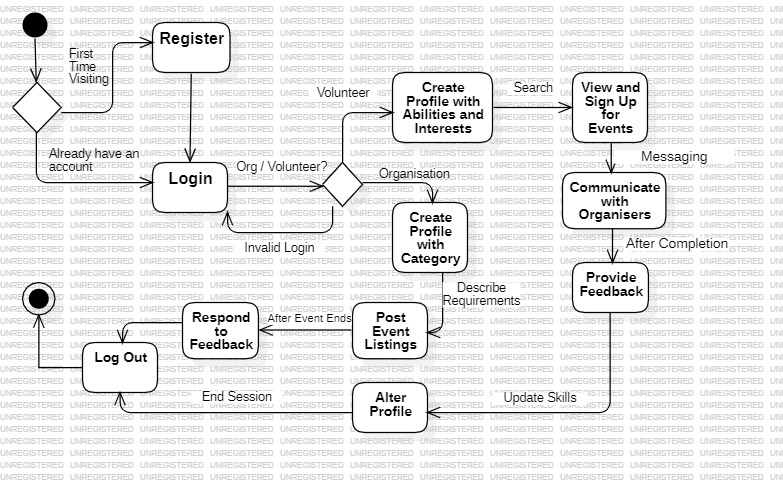 Register
First
Time
Visiting
Already have an
account
Login
Org / Volunteer?
Invalid Login
Volunteer
Organisation
Create
Profile with
Abilities and
Interests
Search
View and
Sign Up
for
Events
Messaging
Communicate
with
Organisers
After Completion
Provide
Feedback
Create
Profile
with
Category
Describe
Requirements
Post
Event
Listings
After Event Ends
Respond
to
Feedback
Log Out
End Session
Alter
Profile
Update Skills
UNREGISTERED